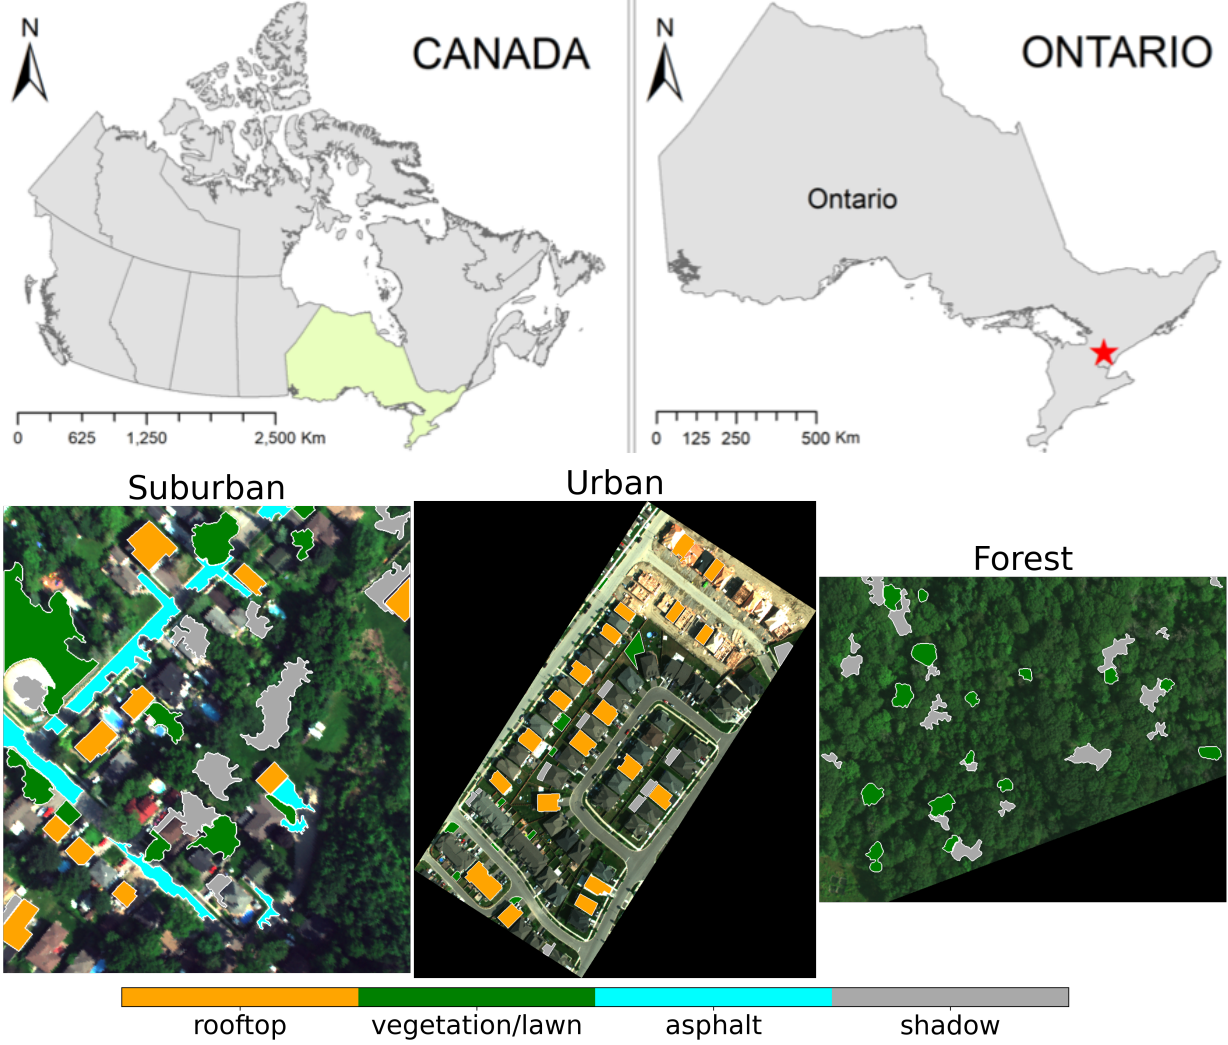 N
CANADA
0 625 1,250 2,500 Km
N
ONTARIO
Ontario
0 125 250 500 Km
Suburban
Urban
Forest
rooftop vegetation/lawn asphalt shadow